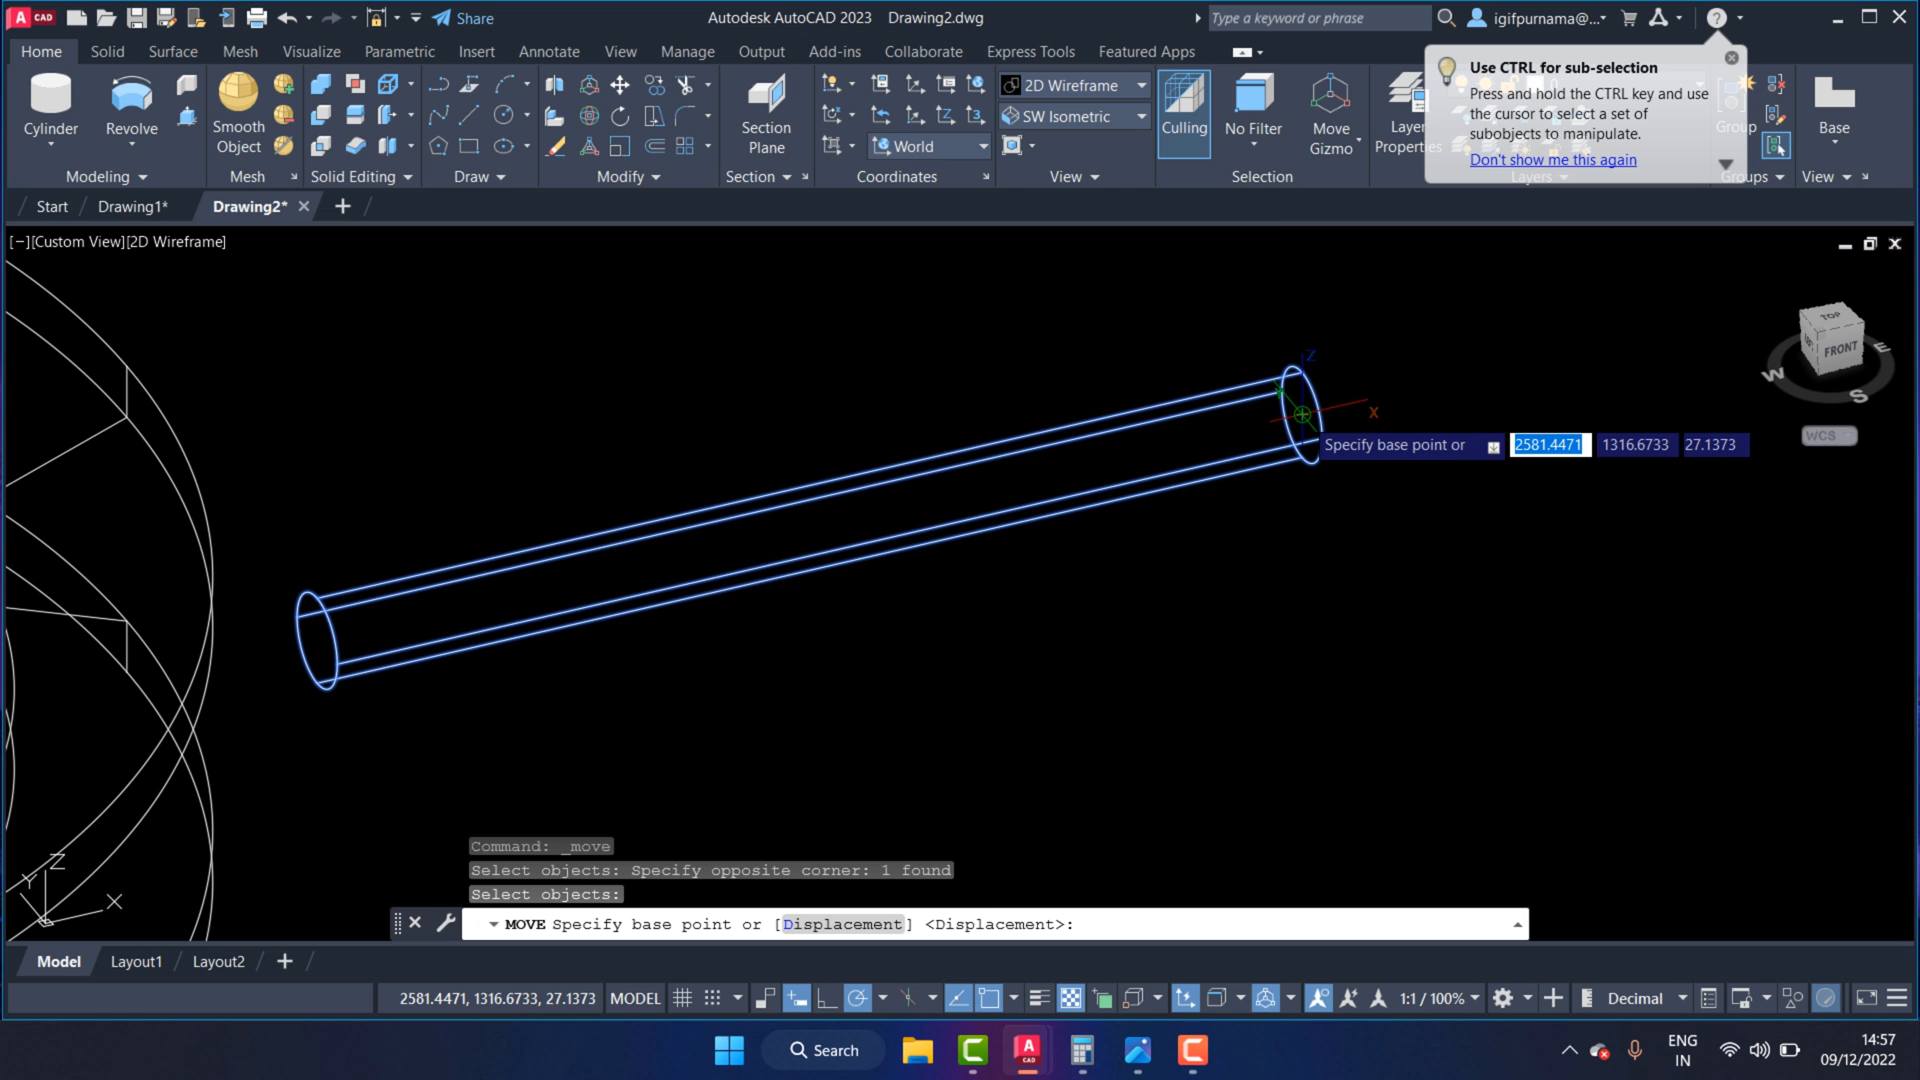 CAD
Share
Autodesk AutoCAD 2023 Drawing2.dwg
Type a keyword or phrase
igifpurnama@...
Home Solid Surface Mesh Visualize Parametric Insert Annotate View Manage Output Add-ins Collaborate Express Tools Featured Apps
Use CTRL for sub-selection
Press and hold the CTRL key and use
the cursor to select a set of
subobjects to manipulate.
Don't show me this again
Cylinder
Revolve
Smooth
Object
Section
Plane
2D Wireframe
SW Isometric
World
Culling
No Filter
Move
Gizmo
Layer
Properties
Group
Base
Modeling Mesh Solid Editing Draw Modify Section Coordinates View Selection Layers Groups View
Start Drawing1* Drawing2*
[−][Custom View][2D Wireframe]
TOP
FRONT
W
E
S
WCS
Z
X
Specify base point or 2581.4471 1316.6733 27.1373
Z
Y
X
Command: _move
Select objects: Specify opposite corner: 1 found
Select objects:
MOVE Specify base point or [Displacement] <Displacement>:
Model Layout1 Layout2
2581.4471, 1316.6733, 27.1373 MODEL 1:1 / 100% Decimal
Search
A
CAD
ENG
IN
14:57
09/12/2022